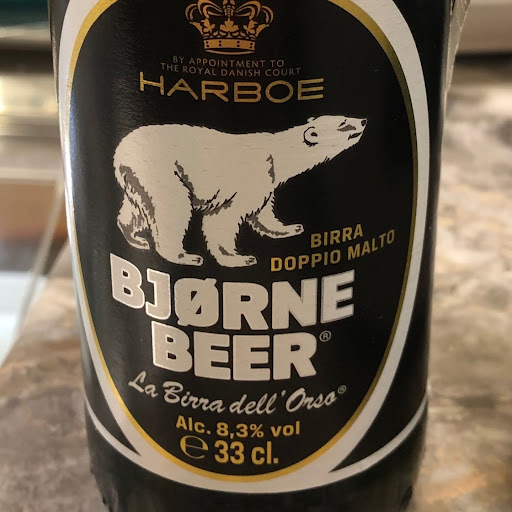 BY APPOINTMENT TO
THE ROYAL DANISH COURT
HARBOE
BIRRA
DOPPIO MALTO
BJØRNE
BEER®
La Birra dell'Orso®
Alc. 8,3% vol
℮ 33 cl.